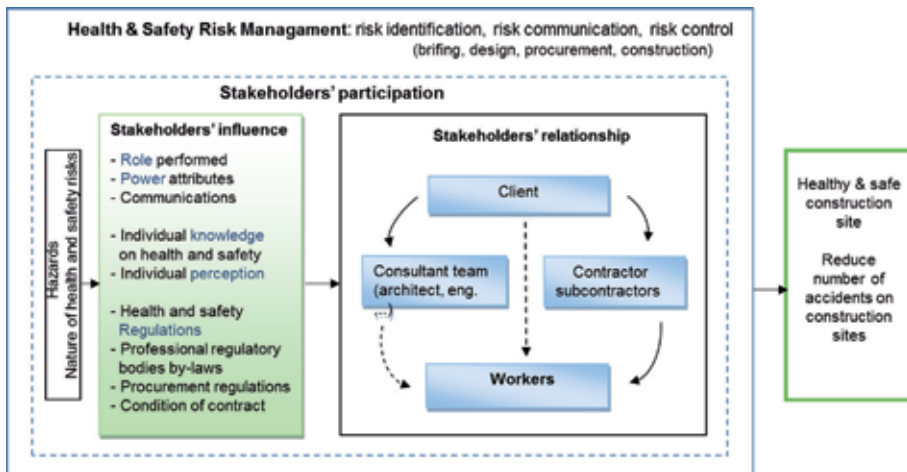 Health & Safety Risk Managament: risk identification, risk communication, risk control
(brifing, design, procurement, construction)
Stakeholders' participation
Hazards
Nature of health and safety risks
Stakeholders' influence
- Role performed
- Power attributes
- Communications
- Individual knowledge
on health and safety
- Individual perception
- Health and safety
Regulations
- Professional regulatory
bodies by-laws
- Procurement regulations
- Condition of contract
Stakeholders' relationship
Client
Consultant team
(architect, eng.
...)
Contractor
subcontractors
Workers
Healthy & safe
construction
site
Reduce
number of
accidents on
construction
sites